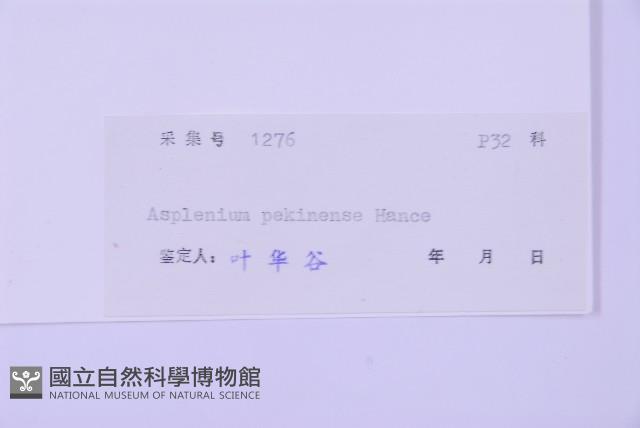 采集号 1276 P32 科
Asplenium pekinense Hance
鉴定人: 叶华谷 年 月 日
國立自然科學博物館
NATIONAL MUSEUM OF NATURAL SCIENCE